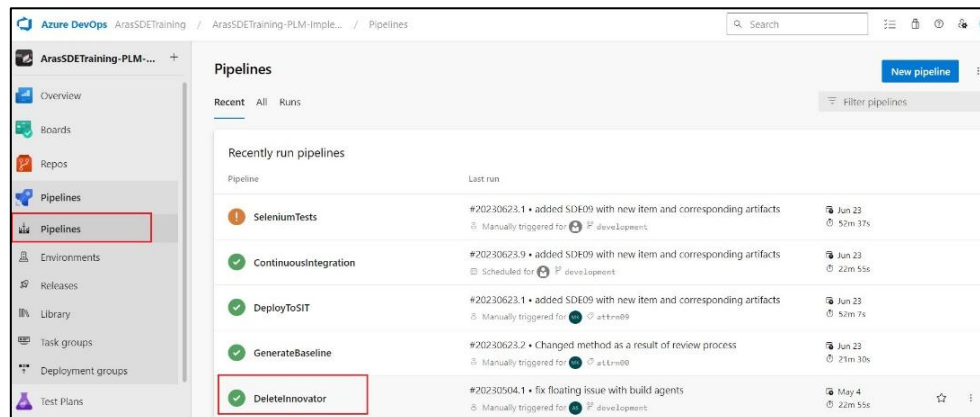 Azure DevOps ArasSDETraining / ArasSDETraining-PLM-Imple... / Pipelines
Search
ArasSDETraining-PLM-... +
Overview
Boards
Repos
Pipelines
Pipelines
Environments
Releases
Library
Task groups
Deployment groups
Test Plans
Pipelines
New pipeline
Recent All Runs
Filter pipelines
Recently run pipelines
Pipeline Last run
SeleniumTests
#20230623.1 • added SDE09 with new item and corresponding artifacts
Manually triggered for development
Jun 23
52m 37s
ContinuousIntegration
#20230623.9 • added SDE09 with new item and corresponding artifacts
Scheduled for development
Jun 23
22m 55s
DeployToSIT
#20230623.1 • added SDE09 with new item and corresponding artifacts
Manually triggered for attrn09
Jun 23
52m 7s
GenerateBaseline
#20230623.2 • Changed method as a result of review process
Manually triggered for attrn00
Jun 23
21m 30s
DeleteInnovator
#20230504.1 • fix floating issue with build agents
Manually triggered for development
May 4
22m 55s